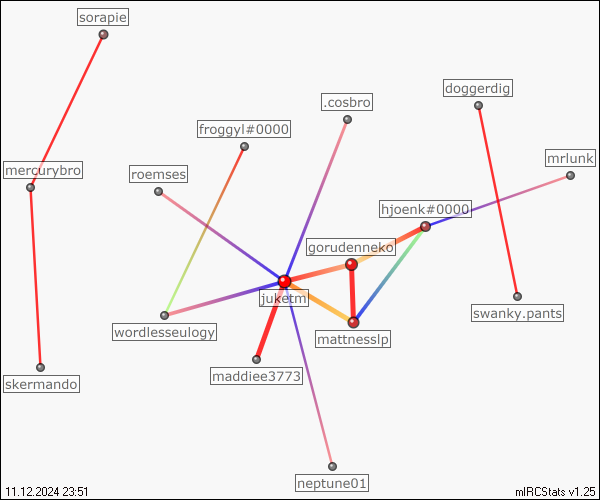 sorapie
doggerdig
.cosbro
froggyl#0000
mrlunk
mercurybro
roemses
hjoenk#0000
gorudenneko
juketm
swanky.pants
wordlesseulogy
mattnesslp
maddiee3773
skermando
neptune01
11.12.2024 23:51
mIRCStats v1.25